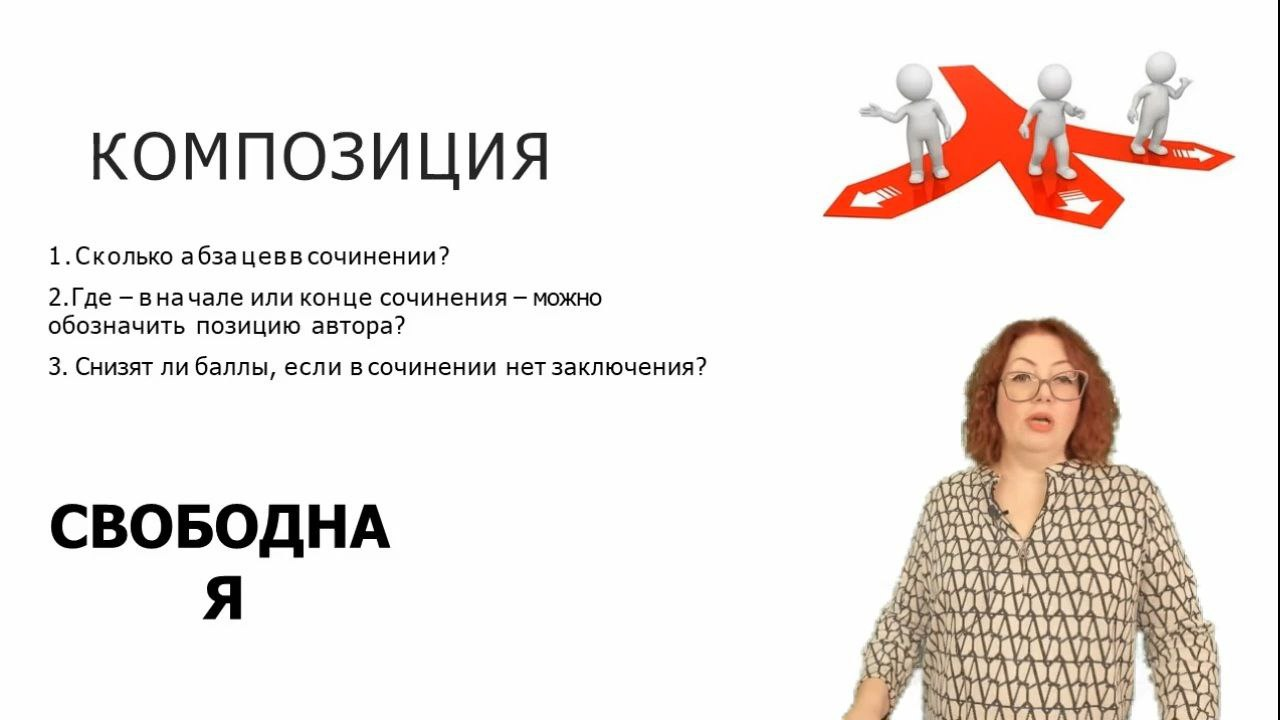 КОМПОЗИЦИЯ
1. Сколько абзацев в сочинении?
2.Где – в начале или конце сочинения – можно
обозначить позицию автора?
3. Снизят ли баллы, если в сочинении нет заключения?
СВОБОДНА
Я